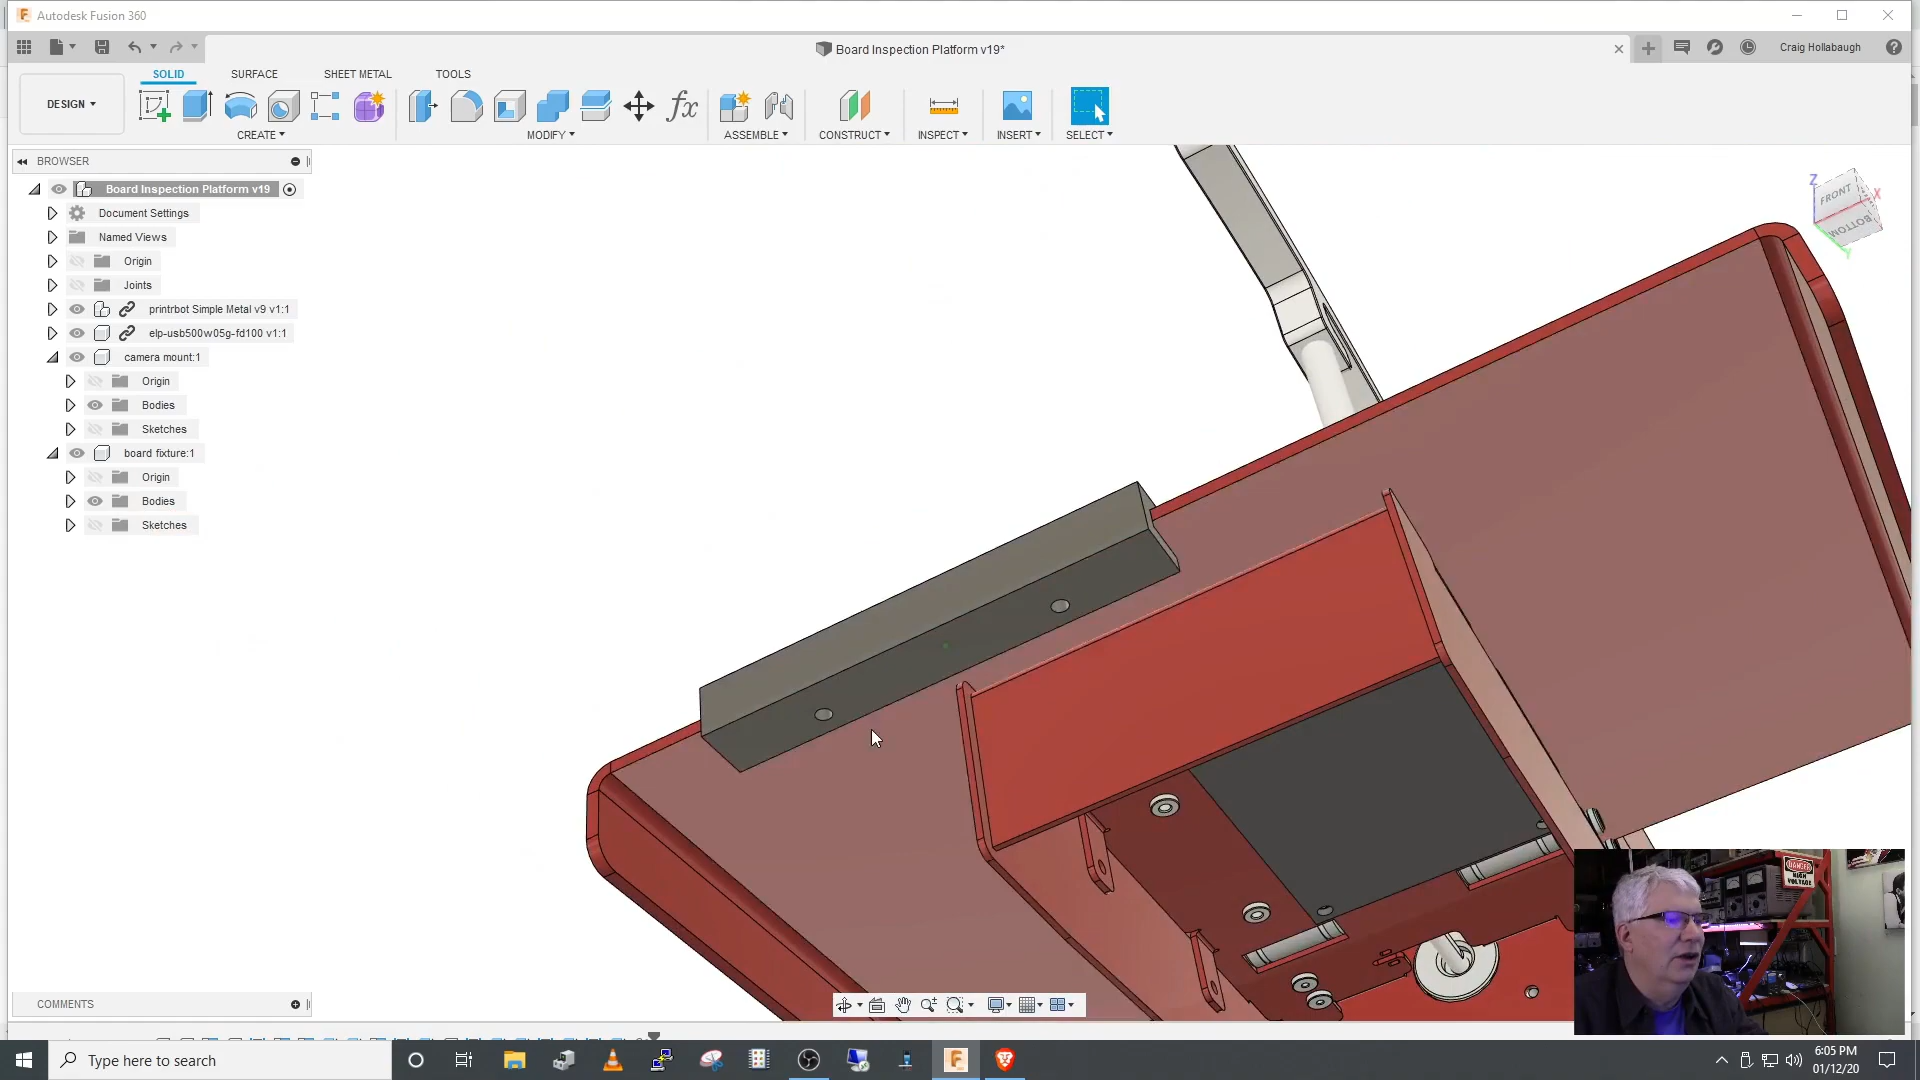 Autodesk Fusion 360
Board Inspection Platform v19*
Craig Hollabaugh
SOLID SURFACE SHEET METAL TOOLS
DESIGN
CREATE MODIFY ASSEMBLE CONSTRUCT INSPECT INSERT SELECT
BROWSER
Board Inspection Platform v19
Document Settings
Named Views
Origin
Joints
printrbot Simple Metal v9 v1:1
elp-usb500w05g-fd100 v1:1
camera mount:1
Origin
Bodies
Sketches
board fixture:1
Origin
Bodies
Sketches
Z
X
Y
FRONT
BOTTOM
DANGER
HIGH
VOLTAGE
COMMENTS
Type here to search
6:05 PM
01/12/20